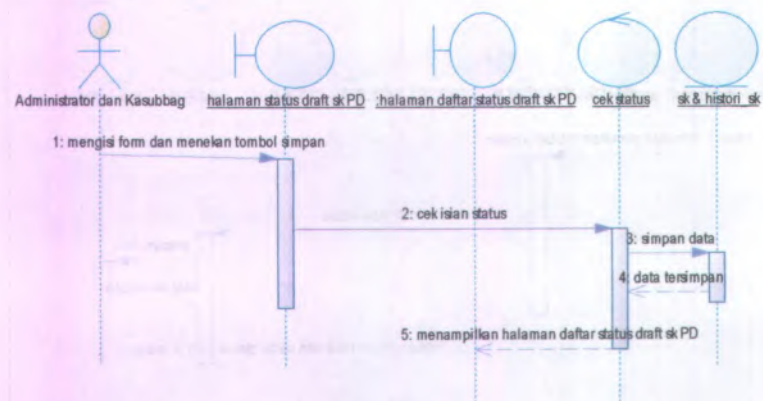 Administrator dan Kasubbag
halaman status draft sk PD
:halaman daftar status draft sk PD
cek status
sk & histori_sk
1: mengisi form dan menekan tombol simpan
2: cek isian status
3: simpan data
4: data tersimpan
5: menampilkan halaman daftar status draft sk PD